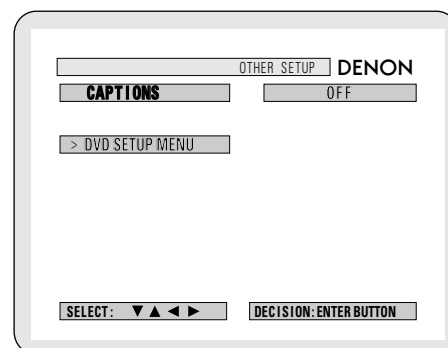 OTHER SETUP DENON
CAPTIONS OFF
> DVD SETUP MENU
SELECT: ▼ ▲ ◄ ► DECISION: ENTER BUTTON